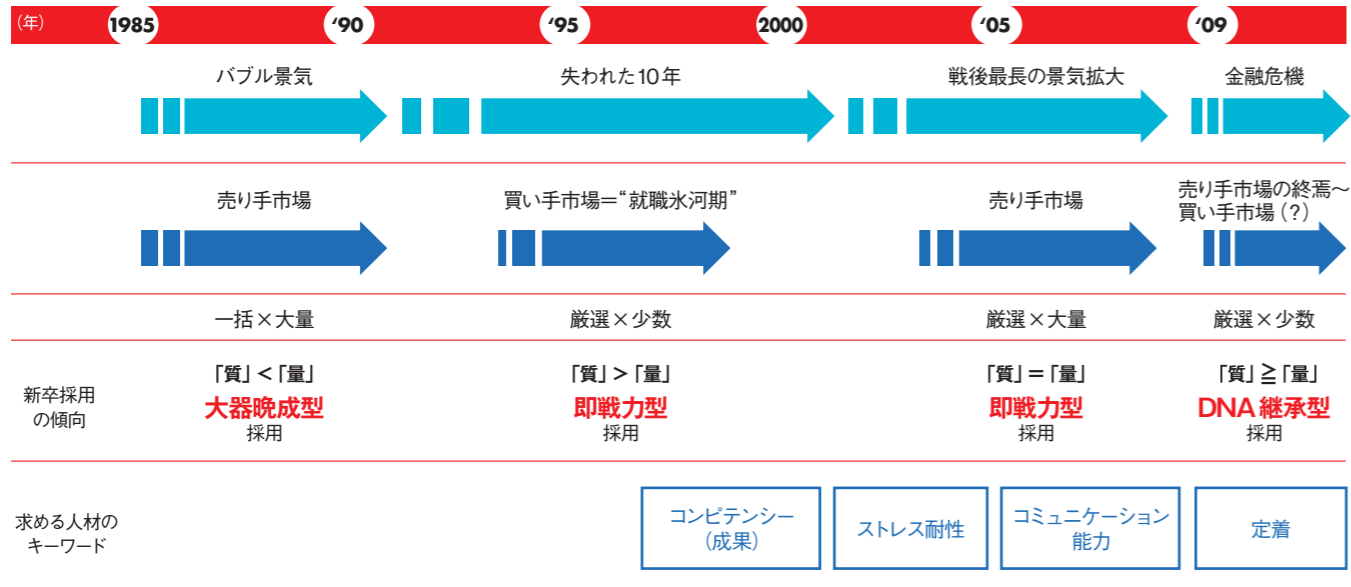 (年) 1985 ‘90 ‘95 2000 ‘05 ‘09
バブル景気 失われた10年 戦後最長の景気拡大 金融危機
売り手市場 買い手市場=“就職氷河期” 売り手市場 売り手市場の終焉〜
買い手市場(?)
一括×大量 厳選×少数 厳選×大量 厳選×少数
新卒採用
の傾向
「質」<「量」
大器晩成型
採用
「質」>「量」
即戦力型
採用
「質」=「量」
即戦力型
採用
「質」≧「量」
DNA継承型
採用
求める人材の
キーワード
コンピテンシー
(成果)
ストレス耐性
コミュニケーション
能力
定着